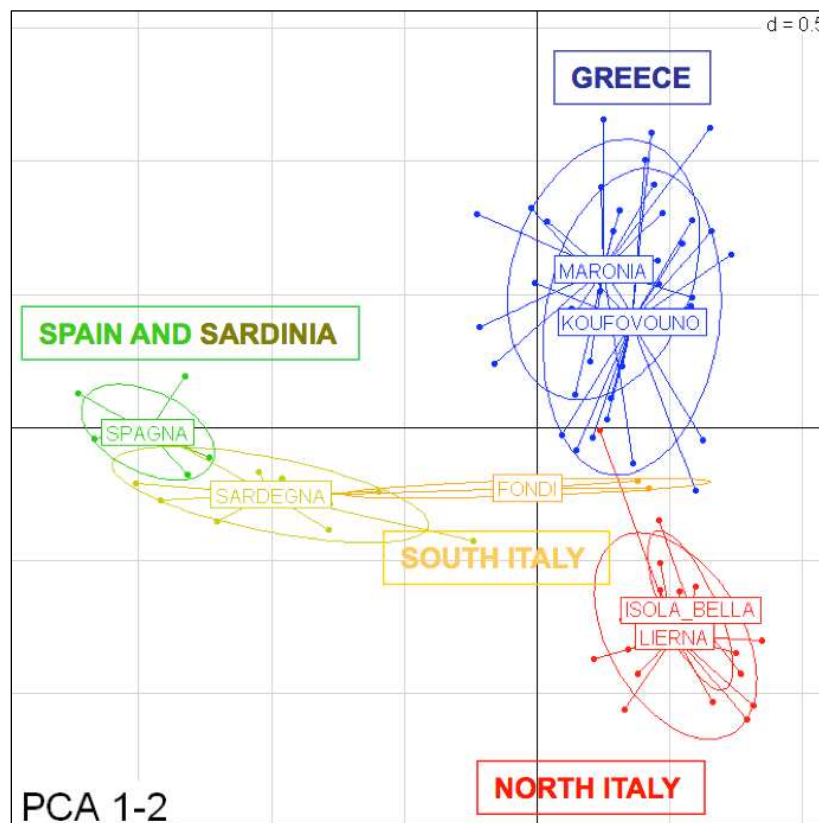 d = 0.5
GREECE
MARONIA
KOUFOVOUNO
SPAIN AND SARDINIA
SPAGNA
SARDEGNA
FONDI
SOUTH ITALY
ISOLA_BELLA
LIERNA
NORTH ITALY
PCA 1-2